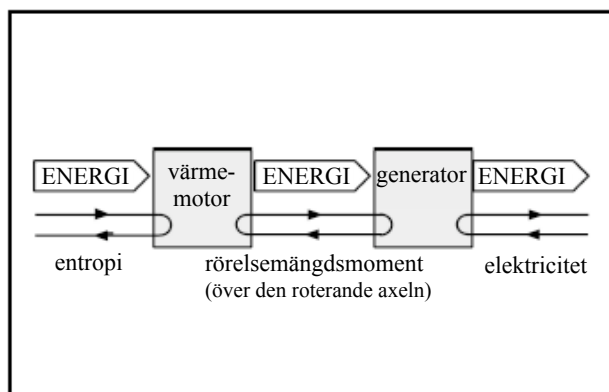 ENERGI
värme-
motor
ENERGI
generator
ENERGI
entropi
rörelsemängdsmoment
(över den roterande axeln)
elektricitet